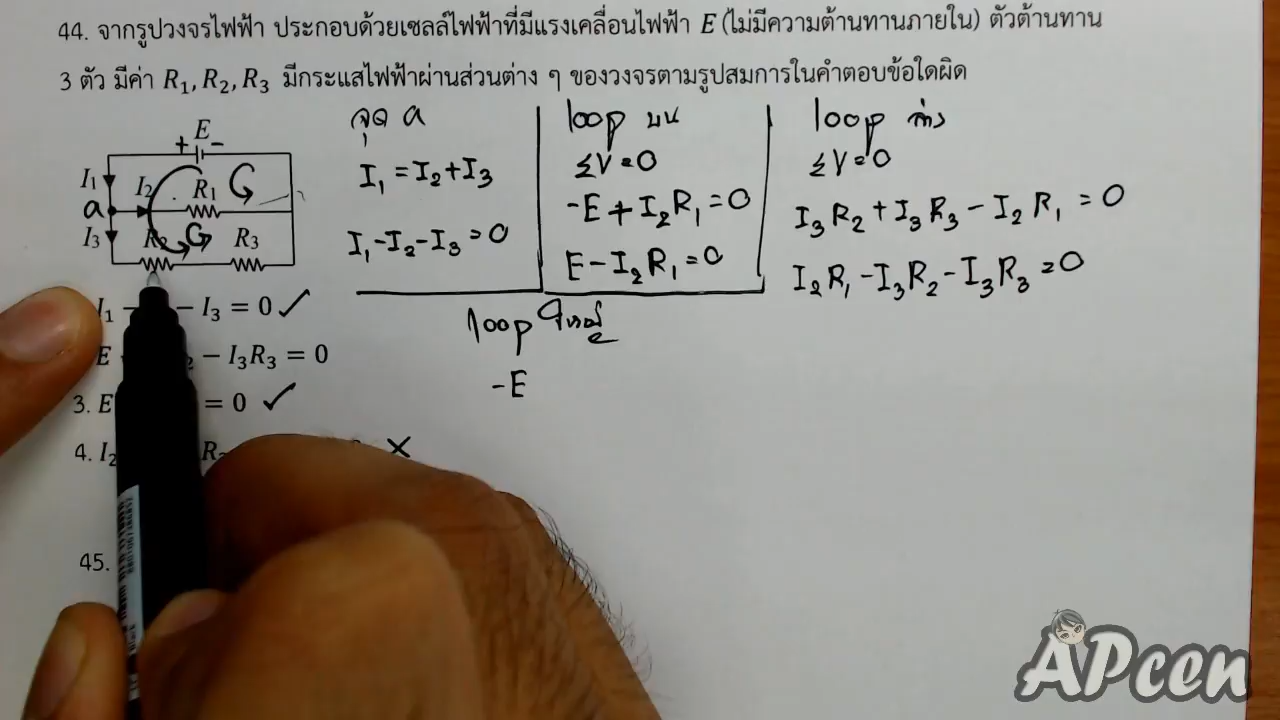 44. จากรูปวงจรไฟฟ้า ประกอบด้วยเซลล์ไฟฟ้าที่มีแรงเคลื่อนไฟฟ้า E (ไม่มีความต้านทานภายใน) ตัวต้านทาน
3 ตัว มีค่า R₁, R₂, R₃ มีกระแสไฟฟ้าผ่านส่วนต่าง ๆ ของวงจรตามรูปสมการในคำตอบข้อใดผิด
E
+ −
I₁
I₂ R₁
a
I₃ R₂ R₃
จุด a
I₁ = I₂ + I₃
I₁ - I₂ - I₃ = 0
loop บน
ΣV = 0
-E + I₂R₁ = 0
E - I₂R₁ = 0
loop ล่าง
ΣV = 0
I₃R₂ + I₃R₃ - I₂R₁ = 0
I₂R₁ - I₃R₂ - I₃R₃ = 0
loop ใหญ่
-E
I₁ − − I₃ = 0 ✓
E − I₃R₃ = 0
3. E = 0 ✓
4. I₂ ✗
45.
APcen